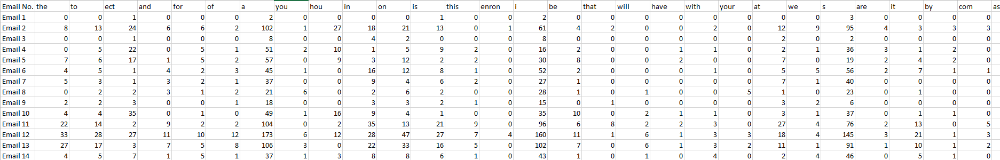 Email No. the to ect and for of a you hou in on is this enron i be that will have with your at we s are it by com as
Email 1 0 0 1 0 0 0 2 0 0 0 0 1 0 0 2 0 0 0 0 0 0 0 0 3 0 0 0 0
Email 2 8 13 24 6 6 2 102 1 27 18 21 13 0 1 61 4 2 0 0 2 0 12 9 95 4 3 3 3
Email 3 0 0 1 0 0 0 8 0 0 4 2 0 0 0 8 0 0 0 0 0 0 2 0 2 0 0 0 0
Email 4 0 5 22 0 5 1 51 2 10 1 5 9 2 0 16 2 0 0 1 1 0 2 1 36 3 1 2 0
Email 5 7 6 17 1 5 2 57 0 9 3 12 2 2 0 30 8 0 0 2 0 0 7 0 19 2 4 2 0
Email 6 4 5 1 4 2 3 45 1 0 16 12 8 1 0 52 2 0 0 0 1 0 5 5 56 2 7 1 1
Email 7 5 3 1 3 2 1 37 0 0 9 4 6 2 0 27 1 0 0 0 0 0 7 1 40 0 0 0 0
Email 8 0 2 2 3 1 2 21 6 0 2 6 2 0 0 28 1 0 1 0 0 5 1 0 23 0 1 0 0
Email 9 2 2 3 0 0 1 18 0 0 3 3 2 1 0 15 0 1 0 0 0 0 3 2 6 0 0 0 0
Email 10 4 4 35 0 1 0 49 1 16 9 4 1 0 0 35 10 0 2 1 1 0 3 1 37 0 1 1 0
Email 11 22 14 2 9 2 2 104 0 2 35 13 21 9 0 96 6 8 2 2 3 0 27 4 76 2 13 0 5
Email 12 33 28 27 11 10 12 173 6 12 28 47 27 7 4 160 11 1 6 1 3 3 18 4 145 3 21 1 3
Email 13 27 17 3 7 5 8 106 3 0 22 33 16 5 0 102 7 0 6 1 3 2 11 1 91 1 10 1 2
Email 14 4 5 7 1 5 1 37 1 3 8 8 6 1 0 43 1 0 1 0 4 0 2 4 46 0 5 1 0